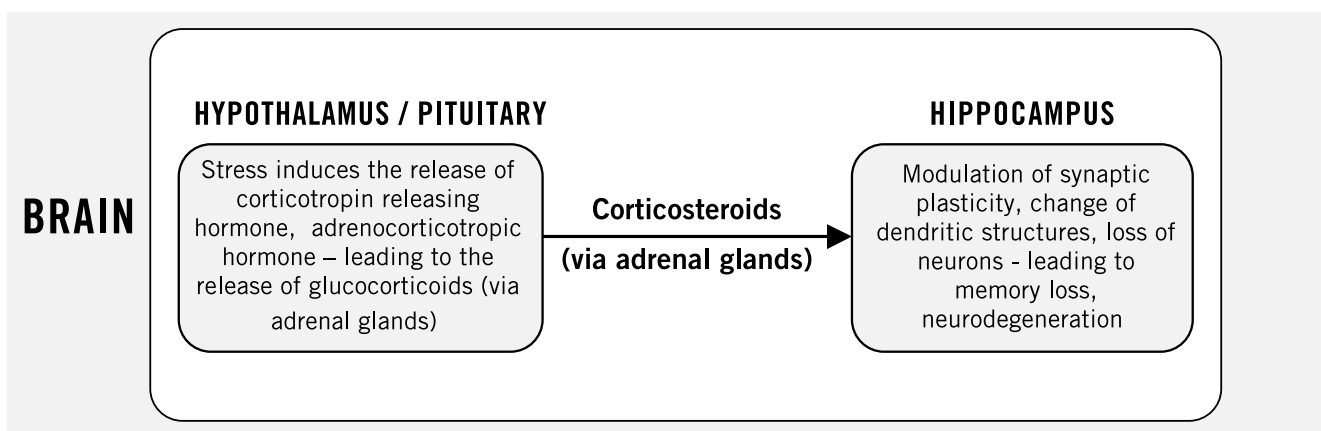 BRAIN
HYPOTHALAMUS / PITUITARY
Stress induces the release of
corticotropin releasing
hormone, adrenocorticotropic
hormone – leading to the
release of glucocorticoids (via
adrenal glands)
Corticosteroids
(via adrenal glands)
HIPPOCAMPUS
Modulation of synaptic
plasticity, change of
dendritic structures, loss of
neurons - leading to
memory loss,
neurodegeneration